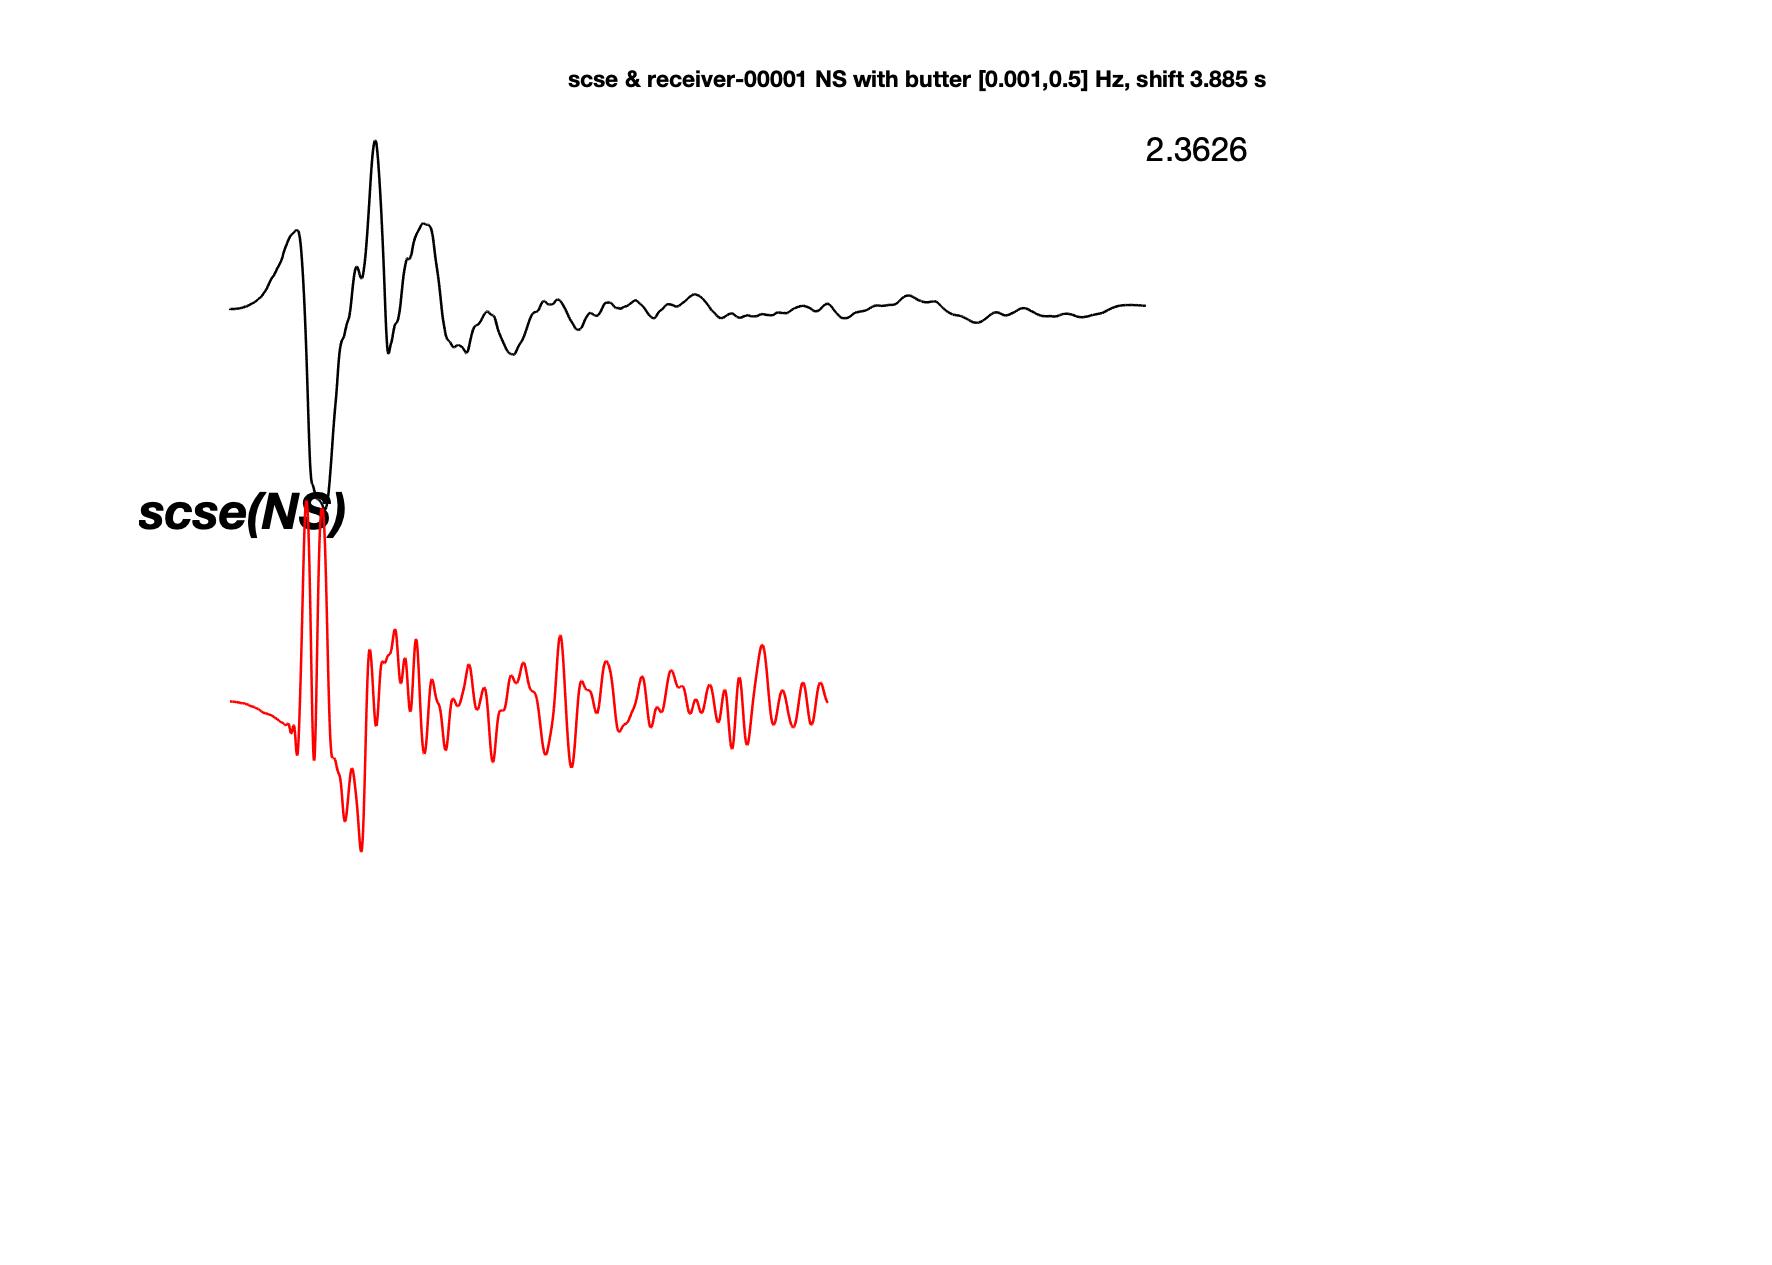 scse & receiver-00001 NS with butter [0.001,0.5] Hz, shift 3.885 s
2.3626
scse(NS)